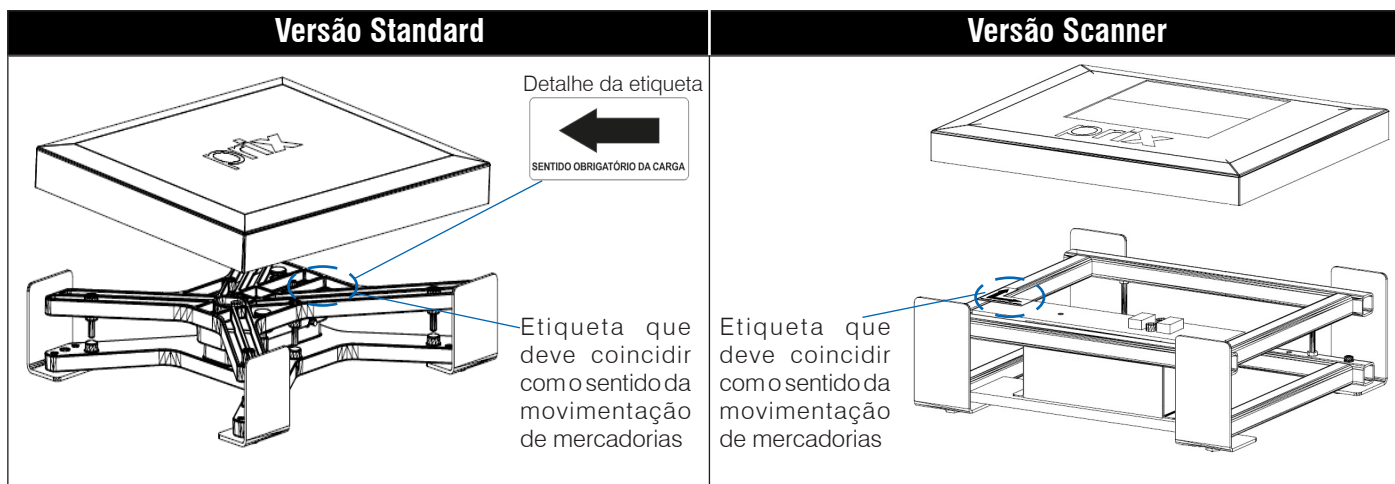 Versão Standard
Versão Scanner
Detalhe da etiqueta
SENTIDO OBRIGATÓRIO DA CARGA
prix
Etiqueta que
deve coincidir
com o sentido da
movimentação
de mercadorias
prix
Etiqueta que
deve coincidir
com o sentido da
movimentação
de mercadorias